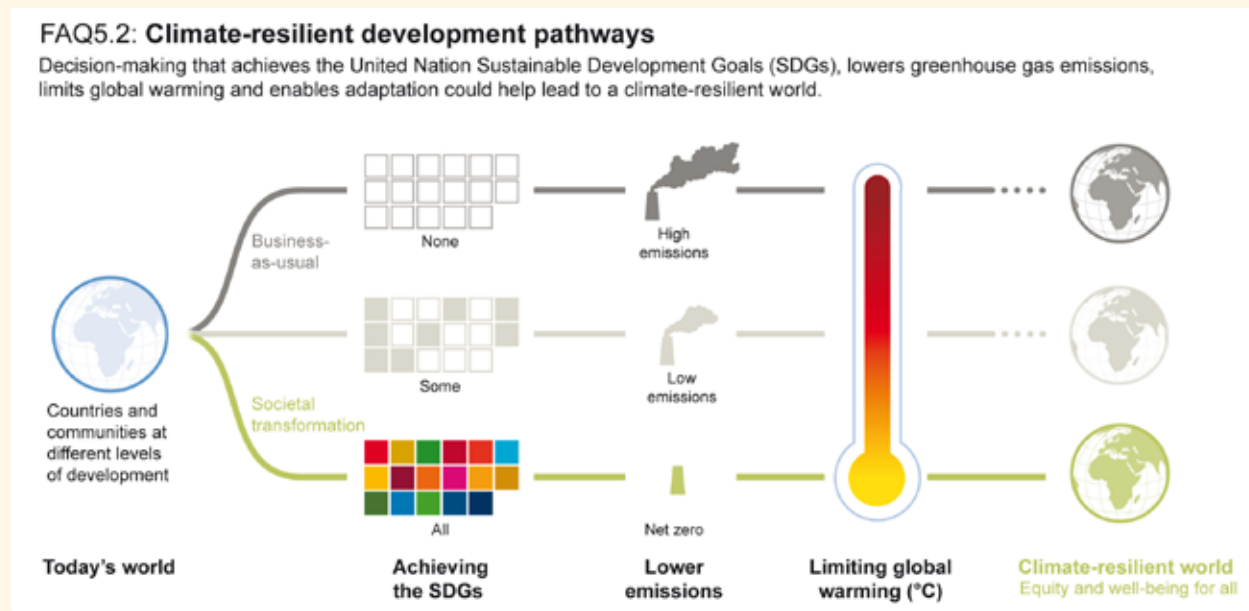 FAQ5.2: Climate-resilient development pathways
Decision-making that achieves the United Nation Sustainable Development Goals (SDGs), lowers greenhouse gas emissions,
limits global warming and enables adaptation could help lead to a climate-resilient world.
Business-
as-usual
None
High
emissions
Some
Low
emissions
Societal
transformation
Countries and
communities at
different levels
of development
All
Net zero
Today's world
Achieving
the SDGs
Lower
emissions
Limiting global
warming (°C)
Climate-resilient world
Equity and well-being for all